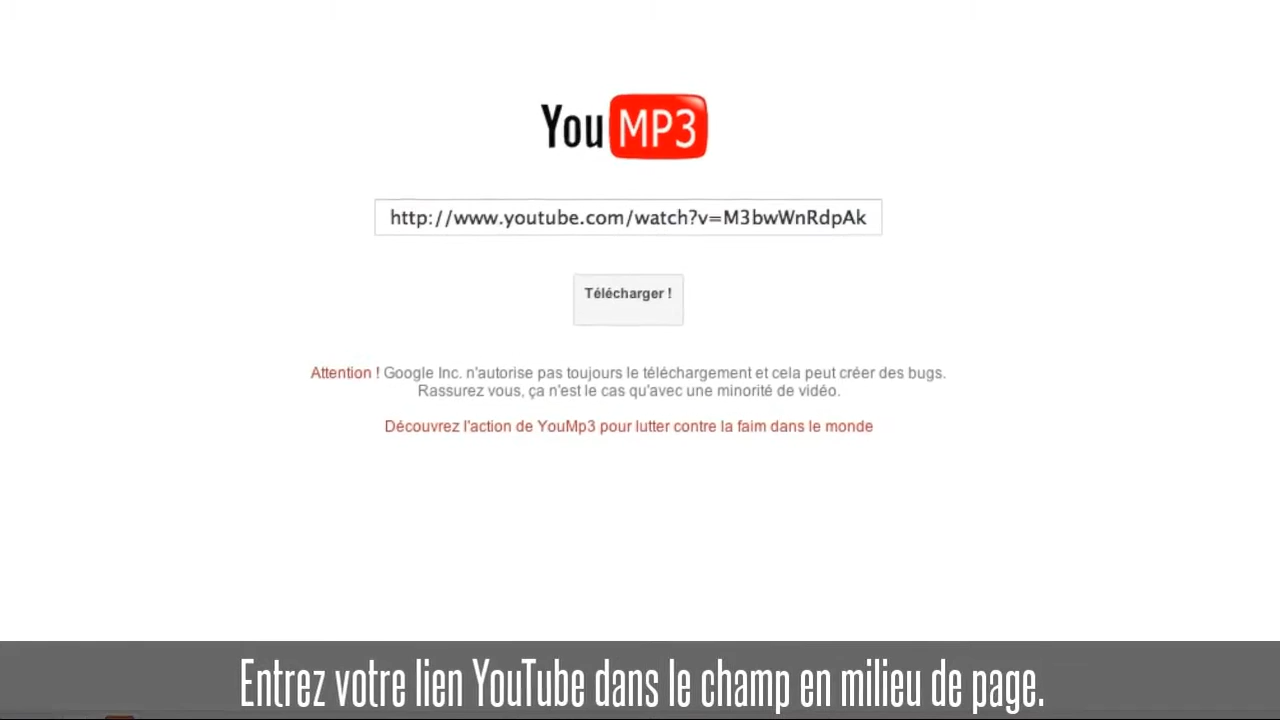 You MP3
http://www.youtube.com/watch?v=M3bwWnRdpAk
Télécharger !
Attention ! Google Inc. n'autorise pas toujours le téléchargement et cela peut créer des bugs.
Rassurez vous, ça n'est le cas qu'avec une minorité de vidéo.
Découvrez l'action de YouMp3 pour lutter contre la faim dans le monde
Entrez votre lien YouTube dans le champ en milieu de page.